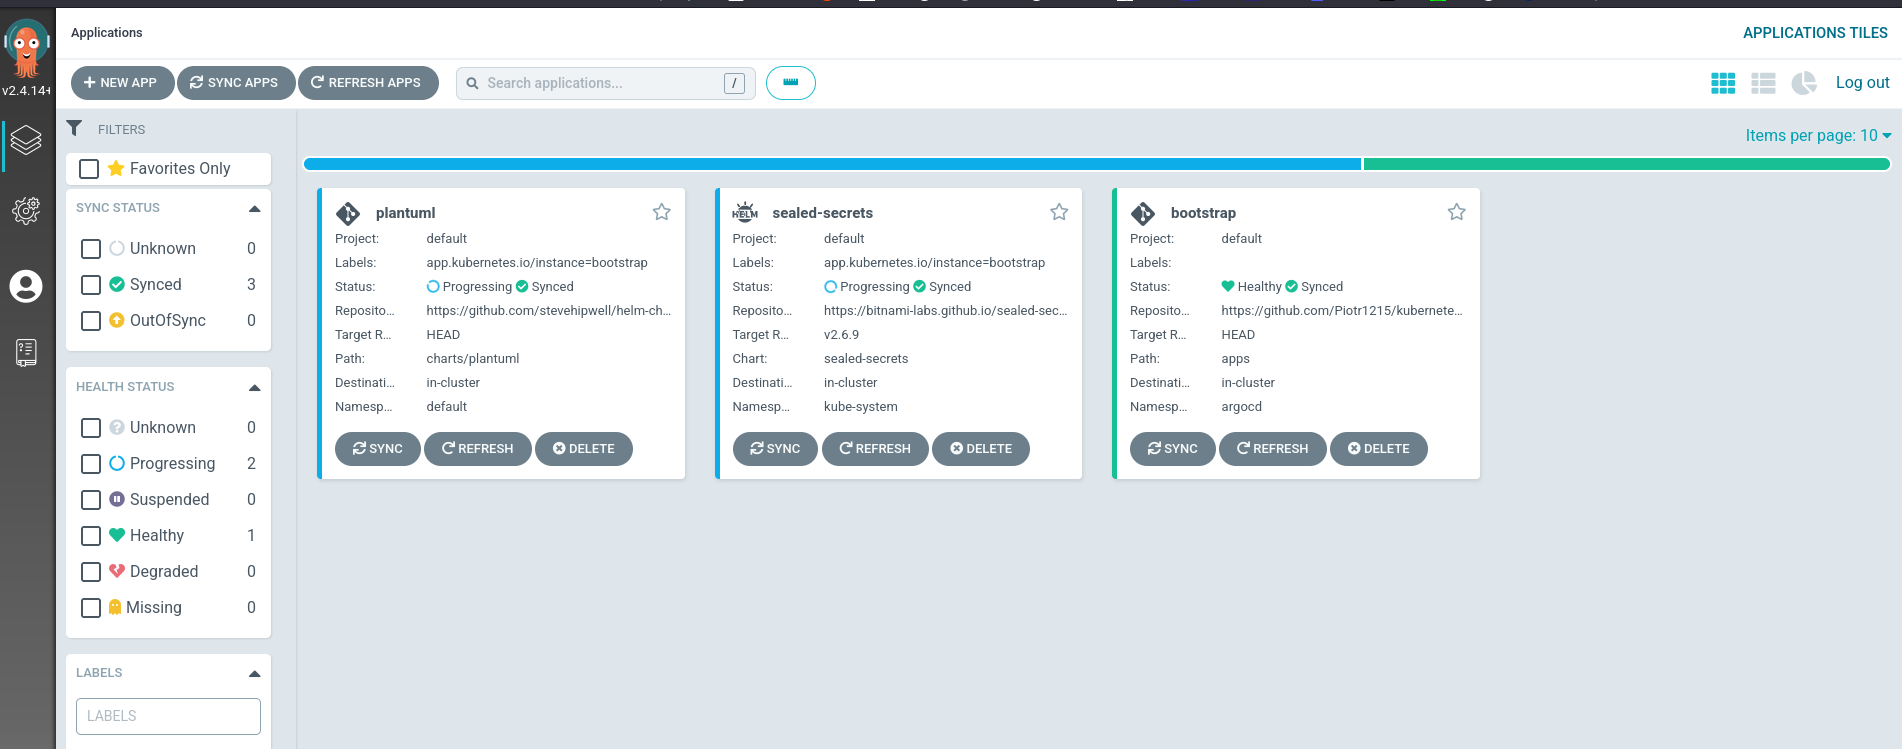 Applications
APPLICATIONS TILES
v2.4.14+
NEW APP
SYNC APPS
REFRESH APPS
Search applications...
/
Log out
FILTERS
Items per page: 10
Favorites Only
SYNC STATUS
Unknown 0
Synced 3
OutOfSync 0
HEALTH STATUS
Unknown 0
Progressing 2
Suspended 0
Healthy 1
Degraded 0
Missing 0
LABELS
LABELS
plantuml
Project: default
Labels: app.kubernetes.io/instance=bootstrap
Status: Progressing Synced
Reposito... https://github.com/stevehipwell/helm-ch...
Target R... HEAD
Path: charts/plantuml
Destinati... in-cluster
Namesp... default
SYNC REFRESH DELETE
HELM
sealed-secrets
Project: default
Labels: app.kubernetes.io/instance=bootstrap
Status: Progressing Synced
Reposito... https://bitnami-labs.github.io/sealed-sec...
Target R... v2.6.9
Chart: sealed-secrets
Destinati... in-cluster
Namesp... kube-system
SYNC REFRESH DELETE
bootstrap
Project: default
Labels:
Status: Healthy Synced
Reposito... https://github.com/Piotr1215/kubernete...
Target R... HEAD
Path: apps
Destinati... in-cluster
Namesp... argocd
SYNC REFRESH DELETE